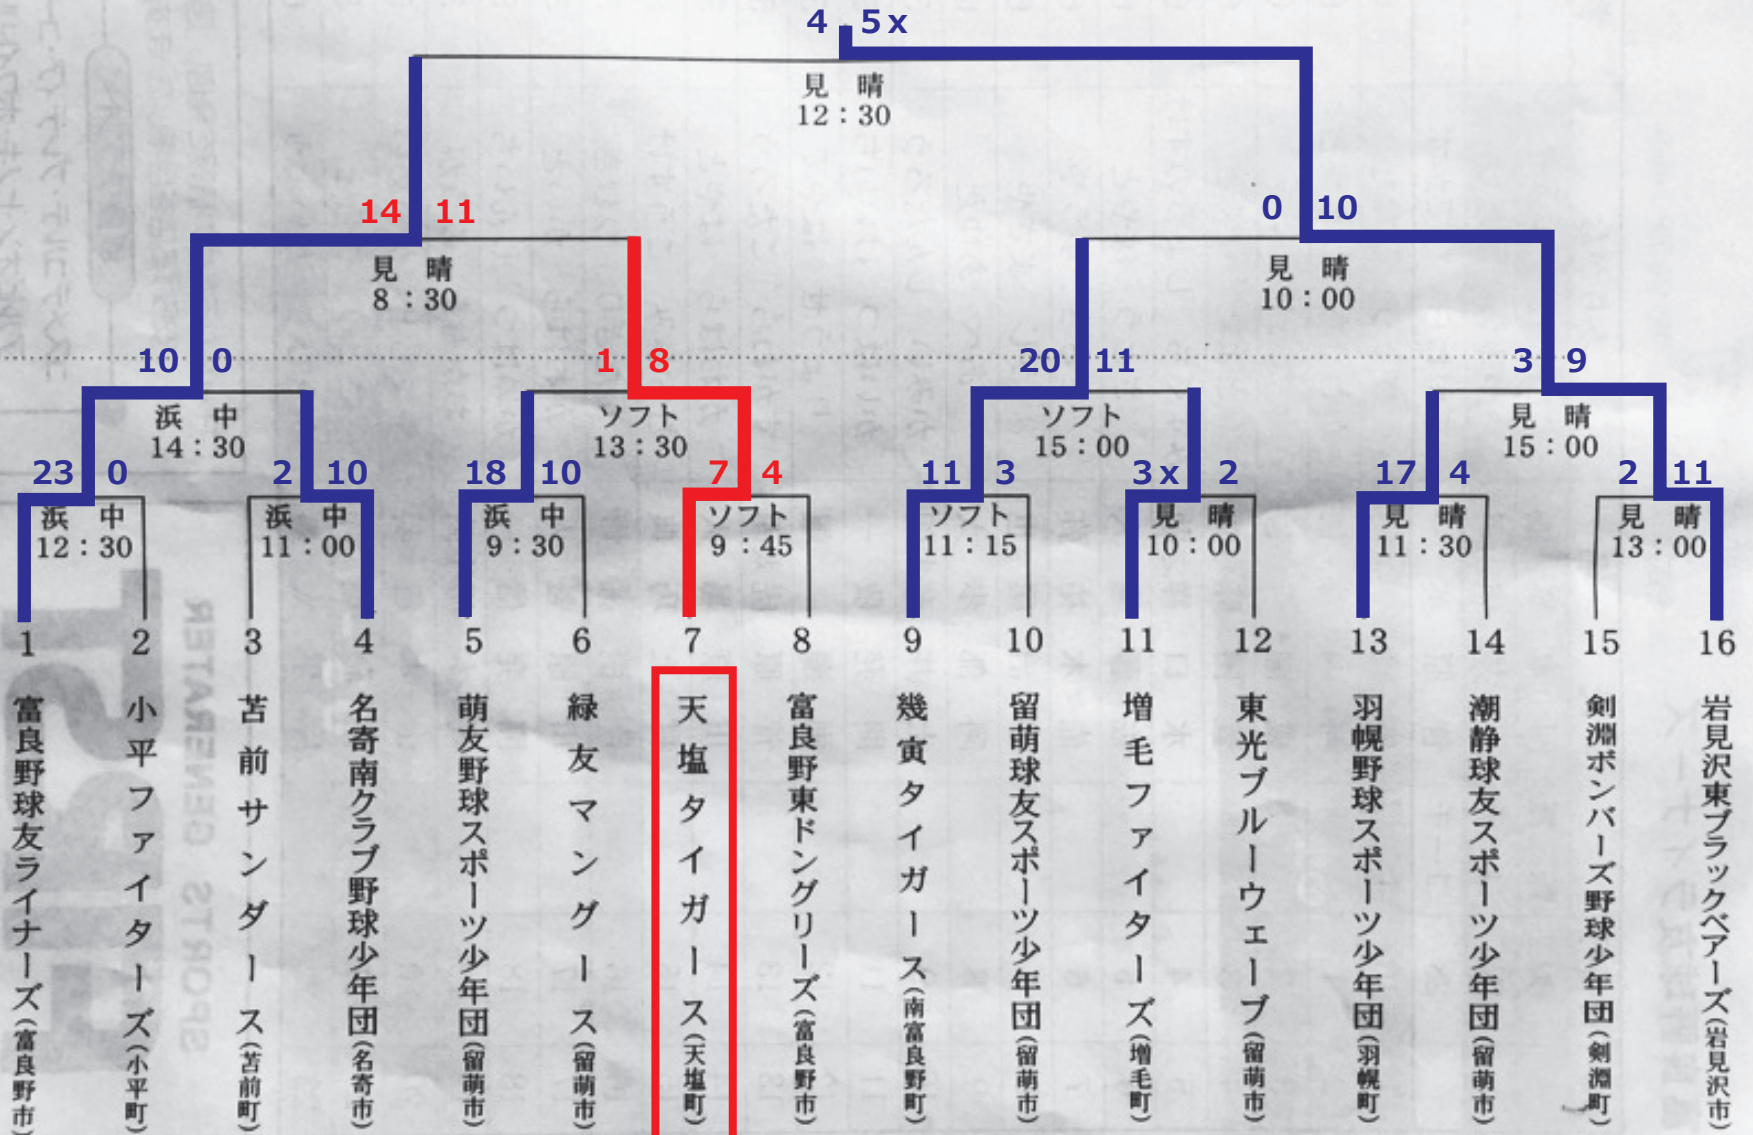 4 5x
見晴
12：30
14 11
0 10
見晴
8：30
見晴
10：00
10 0
1 8
20 11
3 9
浜中
14：30
ソフト
13：30
ソフト
15：00
見晴
15：00
23 0
2 10
18 10
7 4
11 3
3x 2
17 4
2 11
浜中
12：30
浜中
11：00
浜中
9：30
ソフト
9：45
ソフト
11：15
見晴
10：00
見晴
11：30
見晴
13：00
1 富良野球友ライナーズ(富良野市)
2 小平ファイターズ(小平町)
3 苫前サンダース(苫前町)
4 名寄南クラブ野球少年団(名寄市)
5 萌友野球スポーツ少年団(留萌市)
6 緑友マングース(留萌市)
7 天塩タイガース(天塩町)
8 富良野東ドングリーズ(富良野市)
9 幾寅タイガース(南富良野町)
10 留萌球友スポーツ少年団(留萌市)
11 増毛ファイターズ(増毛町)
12 東光ブルーウェーブ(留萌市)
13 羽幌野球スポーツ少年団(羽幌町)
14 潮静球友スポーツ少年団(留萌市)
15 剣淵ボンバーズ野球少年団(剣淵町)
16 岩見沢東ブラックベアーズ(岩見沢市)
SPORTS GENERATER